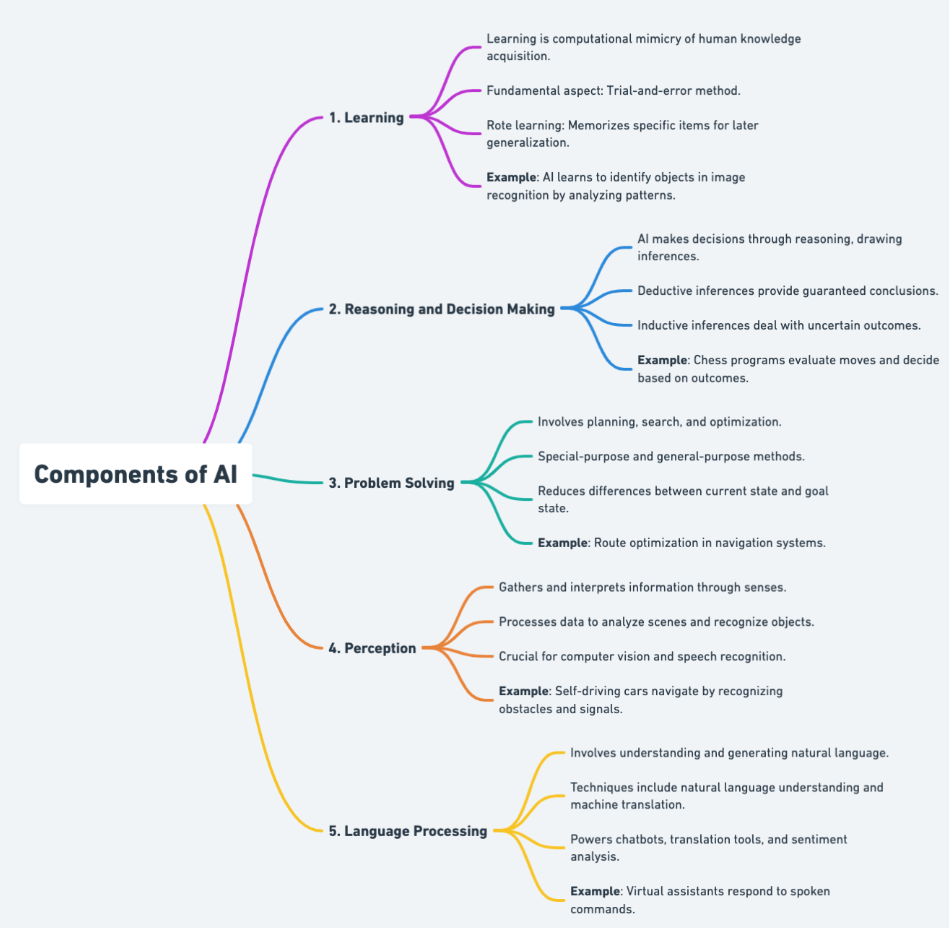 Components of AI
1. Learning
Learning is computational mimicry of human knowledge
acquisition.
Fundamental aspect: Trial-and-error method.
Rote learning: Memorizes specific items for later
generalization.
Example: AI learns to identify objects in image
recognition by analyzing patterns.
2. Reasoning and Decision Making
AI makes decisions through reasoning, drawing
inferences.
Deductive inferences provide guaranteed conclusions.
Inductive inferences deal with uncertain outcomes.
Example: Chess programs evaluate moves and decide
based on outcomes.
3. Problem Solving
Involves planning, search, and optimization.
Special-purpose and general-purpose methods.
Reduces differences between current state and goal
state.
Example: Route optimization in navigation systems.
4. Perception
Gathers and interprets information through senses.
Processes data to analyze scenes and recognize objects.
Crucial for computer vision and speech recognition.
Example: Self-driving cars navigate by recognizing
obstacles and signals.
5. Language Processing
Involves understanding and generating natural language.
Techniques include natural language understanding and
machine translation.
Powers chatbots, translation tools, and sentiment
analysis.
Example: Virtual assistants respond to spoken
commands.